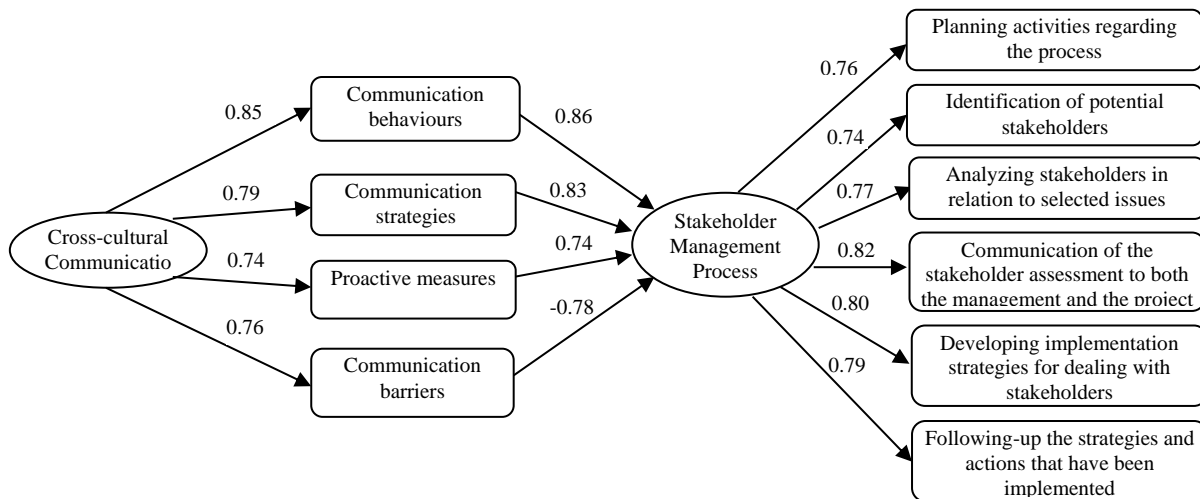 Cross-cultural
Communicatio
0.85
0.79
0.74
0.76
Communication
behaviours
Communication
strategies
Proactive measures
Communication
barriers
0.86
0.83
0.74
-0.78
Stakeholder
Management
Process
0.76
0.74
0.77
0.82
0.80
0.79
Planning activities regarding
the process
Identification of potential
stakeholders
Analyzing stakeholders in
relation to selected issues
Communication of the
stakeholder assessment to both
the management and the project
Developing implementation
strategies for dealing with
stakeholders
Following-up the strategies and
actions that have been
implemented